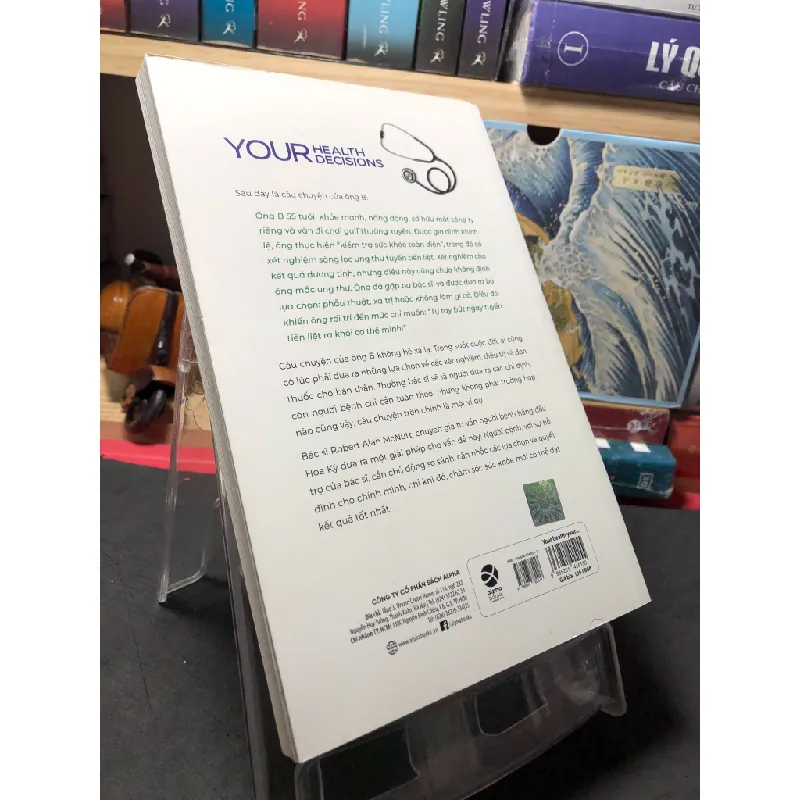 WLING
I
LÝ QU
YOUR HEALTH DECISIONS
Sau đây là câu chuyện của ông B.
Ông B 55 tuổi, khỏe mạnh, năng động, sở hữu một công ty
riêng và vẫn đi chơi golf thường xuyên. Được gia đình khích
lệ, ông thực hiện "kiểm tra sức khỏe toàn diện", trong đó có
xét nghiệm sàng lọc ung thư tuyến tiền liệt. Xét nghiệm cho
kết quả dương tính, nhưng điều này cũng chưa khẳng định
ông mắc ung thư. Ông đã gặp ba bác sĩ và được đưa ra ba
lựa chọn: phẫu thuật, xạ trị hoặc không làm gì cả. Điều đó
khiến ông rối trí đến mức chỉ muốn: "tự tay bứt ngay tuyến
tiền liệt ra khỏi cơ thể mình."
Câu chuyện của ông B không hề xa lạ. Trong suốt cuộc đời, ai cũng
có lúc phải đưa ra những lựa chọn về các xét nghiệm, điều trị và đơn
thuốc cho bản thân. Thường bác sĩ sẽ là người đưa ra các chỉ định
còn người bệnh chỉ cần tuân theo. Nhưng không phải trường hợp
nào cũng vậy, câu chuyện trên chính là một ví dụ.
Bác sĩ Robert Alan McNutt, chuyên gia tư vấn người bệnh hàng đầu
Hoa Kỳ đưa ra một giải pháp cho vấn đề này. Người bệnh, với sự hỗ
trợ của bác sĩ, cần chủ động so sánh, cân nhắc các lựa chọn và quyết
định cho chính mình. Chỉ khi đó, chăm sóc sức khỏe mới có thể đạt
kết quả tốt nhất.
CÔNG TY CỔ PHẦN SÁCH ALPHA
alpha books